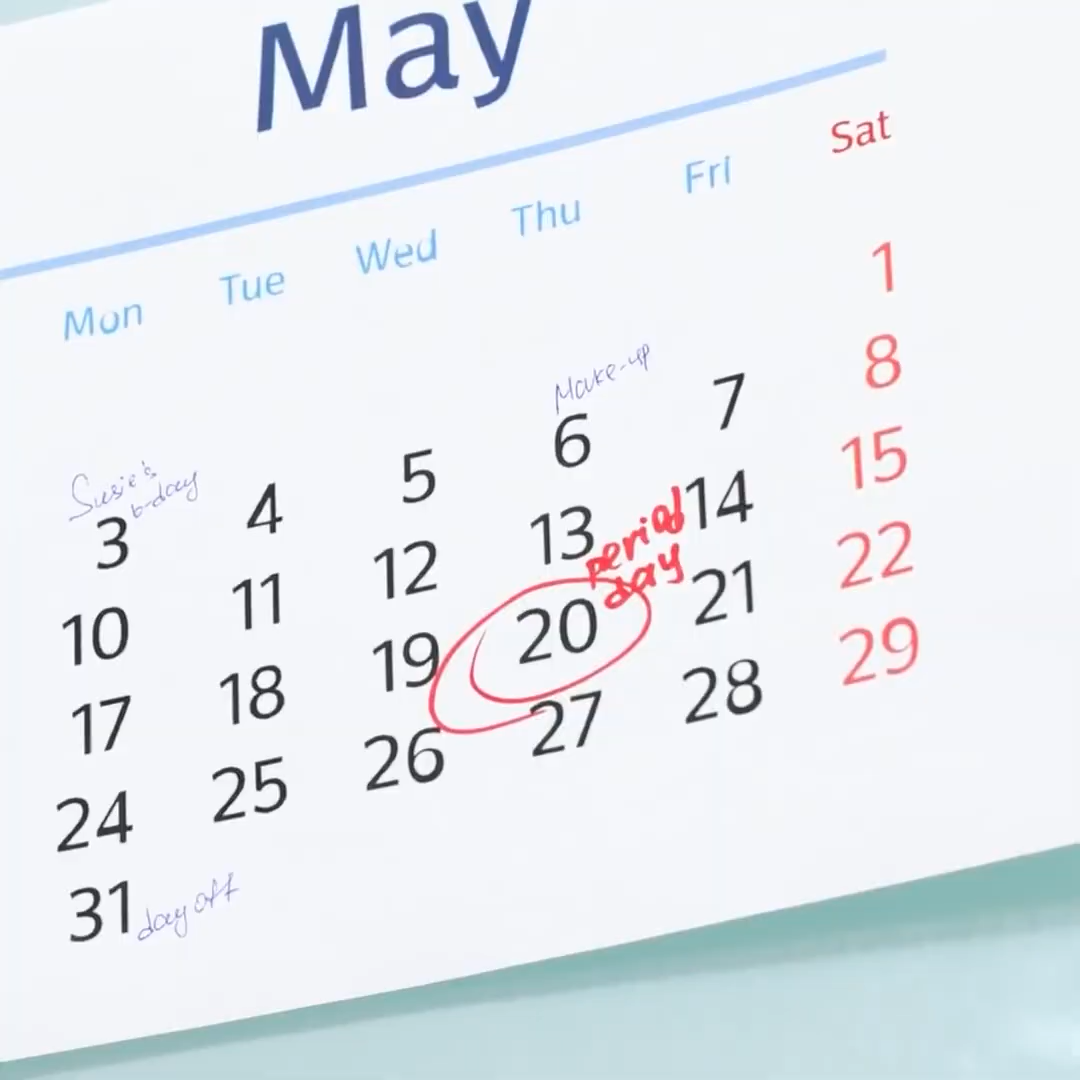 May
Mon Tue Wed Thu Fri Sat
1
Make-up
Susie's
b-day
3 4 5 6 7 8
period
day
10 11 12 13 14 15
17 18 19 20 21 22
24 25 26 27 28 29
31 day off